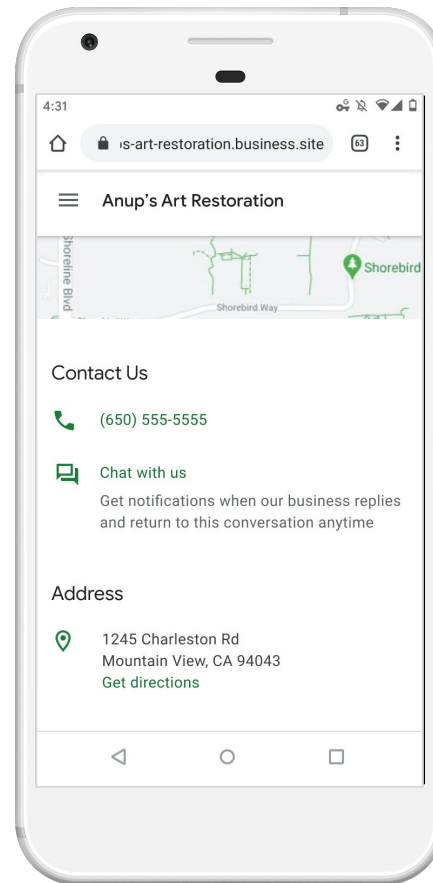 4:31
G
s-art-restoration.business.site
63
Anup's Art Restoration
Shoreline Blvd
Shorebird
Shorebird Way
Contact Us
(650) 555-5555
Chat with us
Get notifications when our business replies
and return to this conversation anytime
Address
1245 Charleston Rd
Mountain View, CA 94043
Get directions